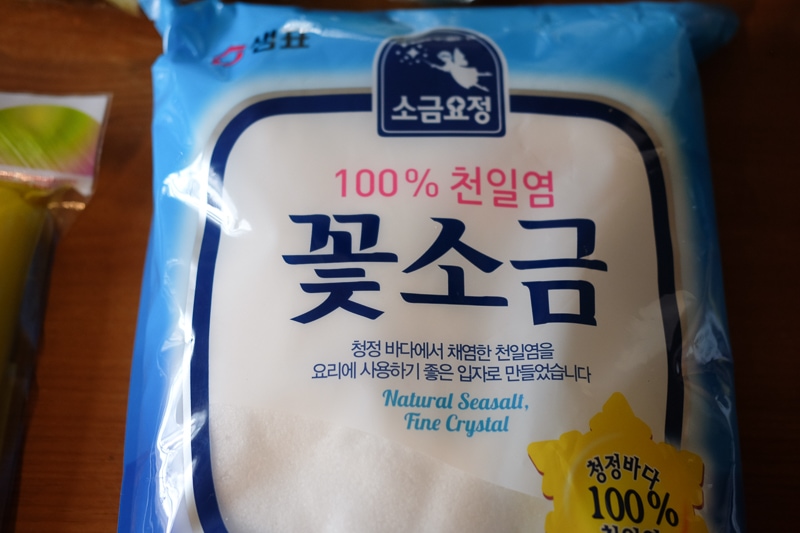 샘표
소금요정
100% 천일염
꽃소금
청정 바다에서 채염한 천일염을
요리에 사용하기 좋은 입자로 만들었습니다
Natural Seasalt,
Fine Crystal
청정바다
100%